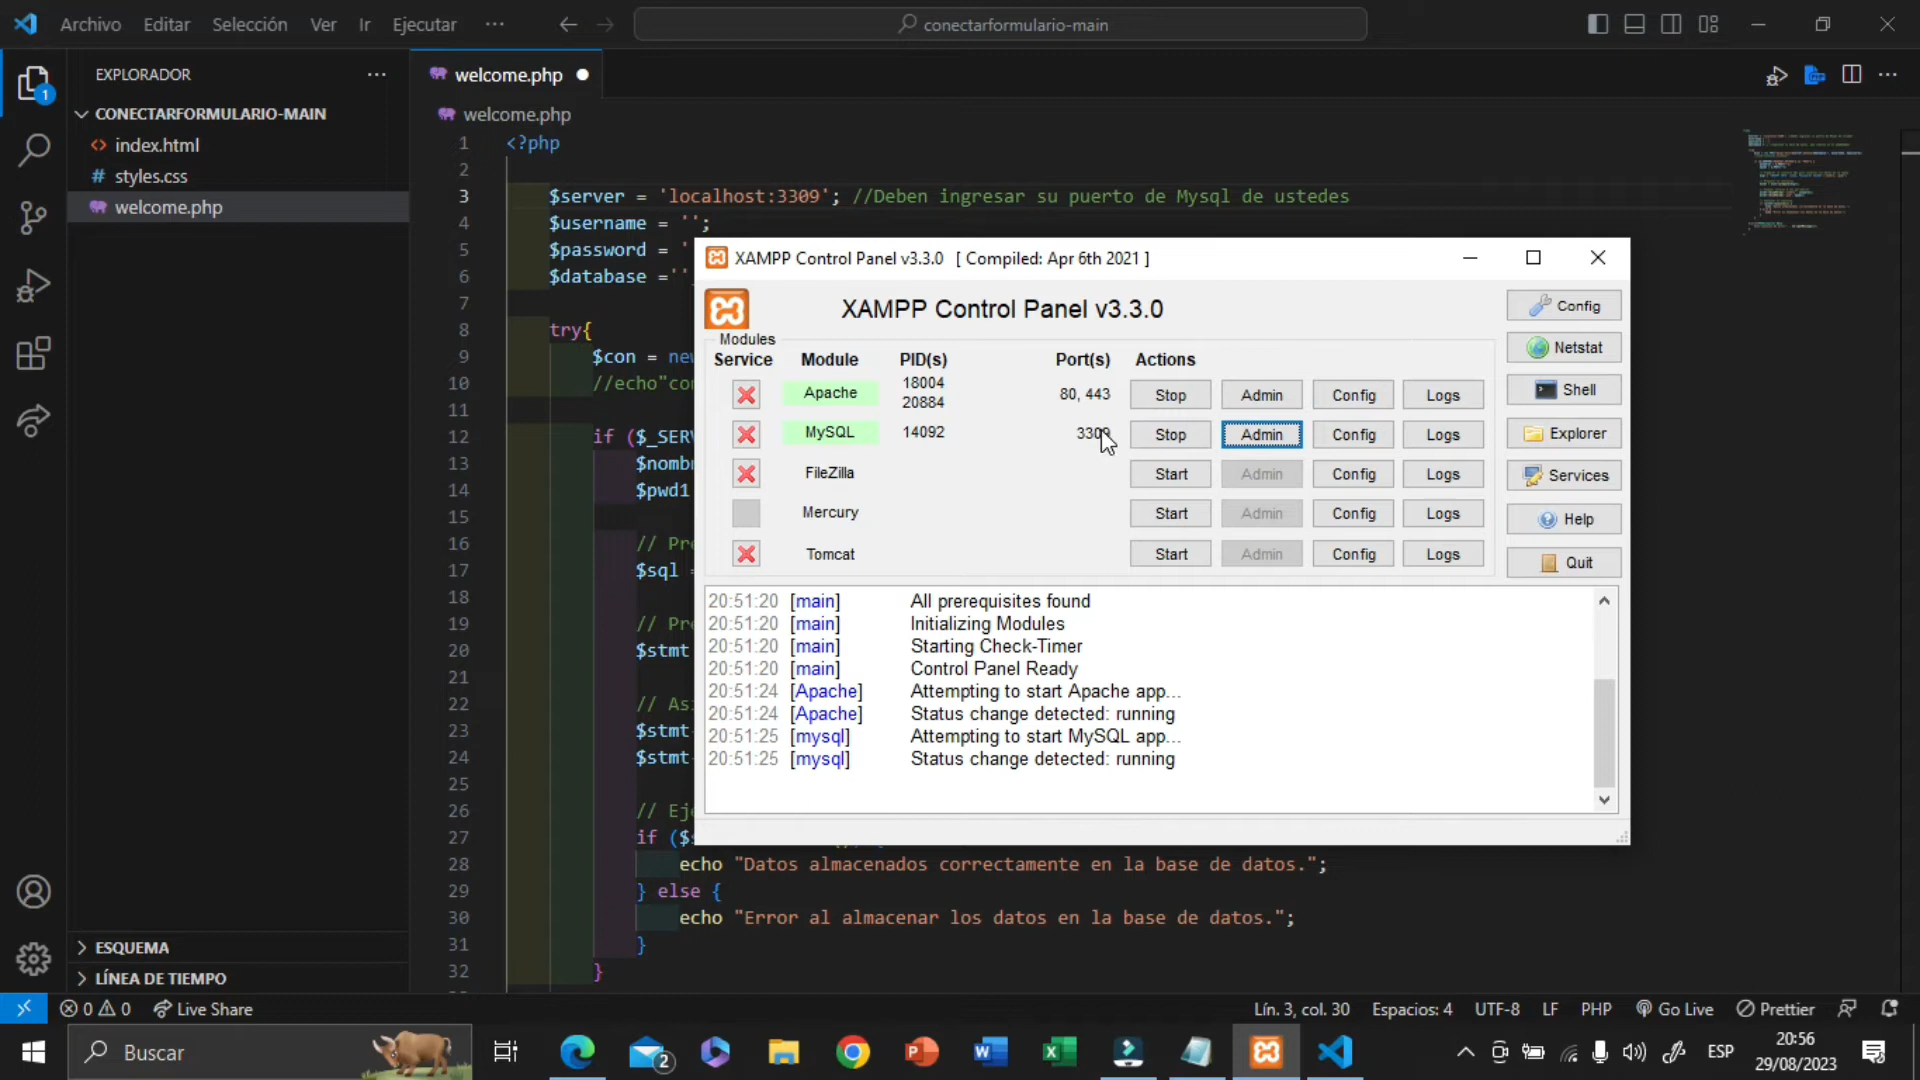 Archivo Editar Selección Ver Ir Ejecutar ···
conectarformulario-main
EXPLORADOR
1
CONECTARFORMULARIO-MAIN
<> index.html
# styles.css
welcome.php
ESQUEMA
LÍNEA DE TIEMPO
welcome.php
welcome.php
1 <?php
2
3 $server = 'localhost:3309'; //Deben ingresar su puerto de Mysql de ustedes
4 $username = '';
5 $password = '
6 $database =''
7
8 try{
9 $con = new
10 //echo"con
11
12 if ($_SERV
13 $nombr
14 $pwd1
15
16 // Pre
17 $sql =
18
19 // Pre
20 $stmt
21
22 // Asi
23 $stmt-
24 $stmt-
25
26 // Eje
27 if ($s
28 echo "Datos almacenados correctamente en la base de datos.";
29 } else {
30 echo "Error al almacenar los datos en la base de datos.";
31 }
32 }
XAMPP Control Panel v3.3.0 [ Compiled: Apr 6th 2021 ]
XAMPP Control Panel v3.3.0
Modules
Service Module PID(s) Port(s) Actions
Apache 18004 20884 80, 443 Stop Admin Config Logs
MySQL 14092 3309 Stop Admin Config Logs
FileZilla Start Admin Config Logs
Mercury Start Admin Config Logs
Tomcat Start Admin Config Logs
Config
Netstat
Shell
Explorer
Services
Help
Quit
20:51:20 [main] All prerequisites found
20:51:20 [main] Initializing Modules
20:51:20 [main] Starting Check-Timer
20:51:20 [main] Control Panel Ready
20:51:24 [Apache] Attempting to start Apache app...
20:51:24 [Apache] Status change detected: running
20:51:25 [mysql] Attempting to start MySQL app...
20:51:25 [mysql] Status change detected: running
0 0 Live Share
Lín. 3, col. 30 Espacios: 4 UTF-8 LF PHP Go Live Prettier
Buscar
2
ESP
20:56
29/08/2023